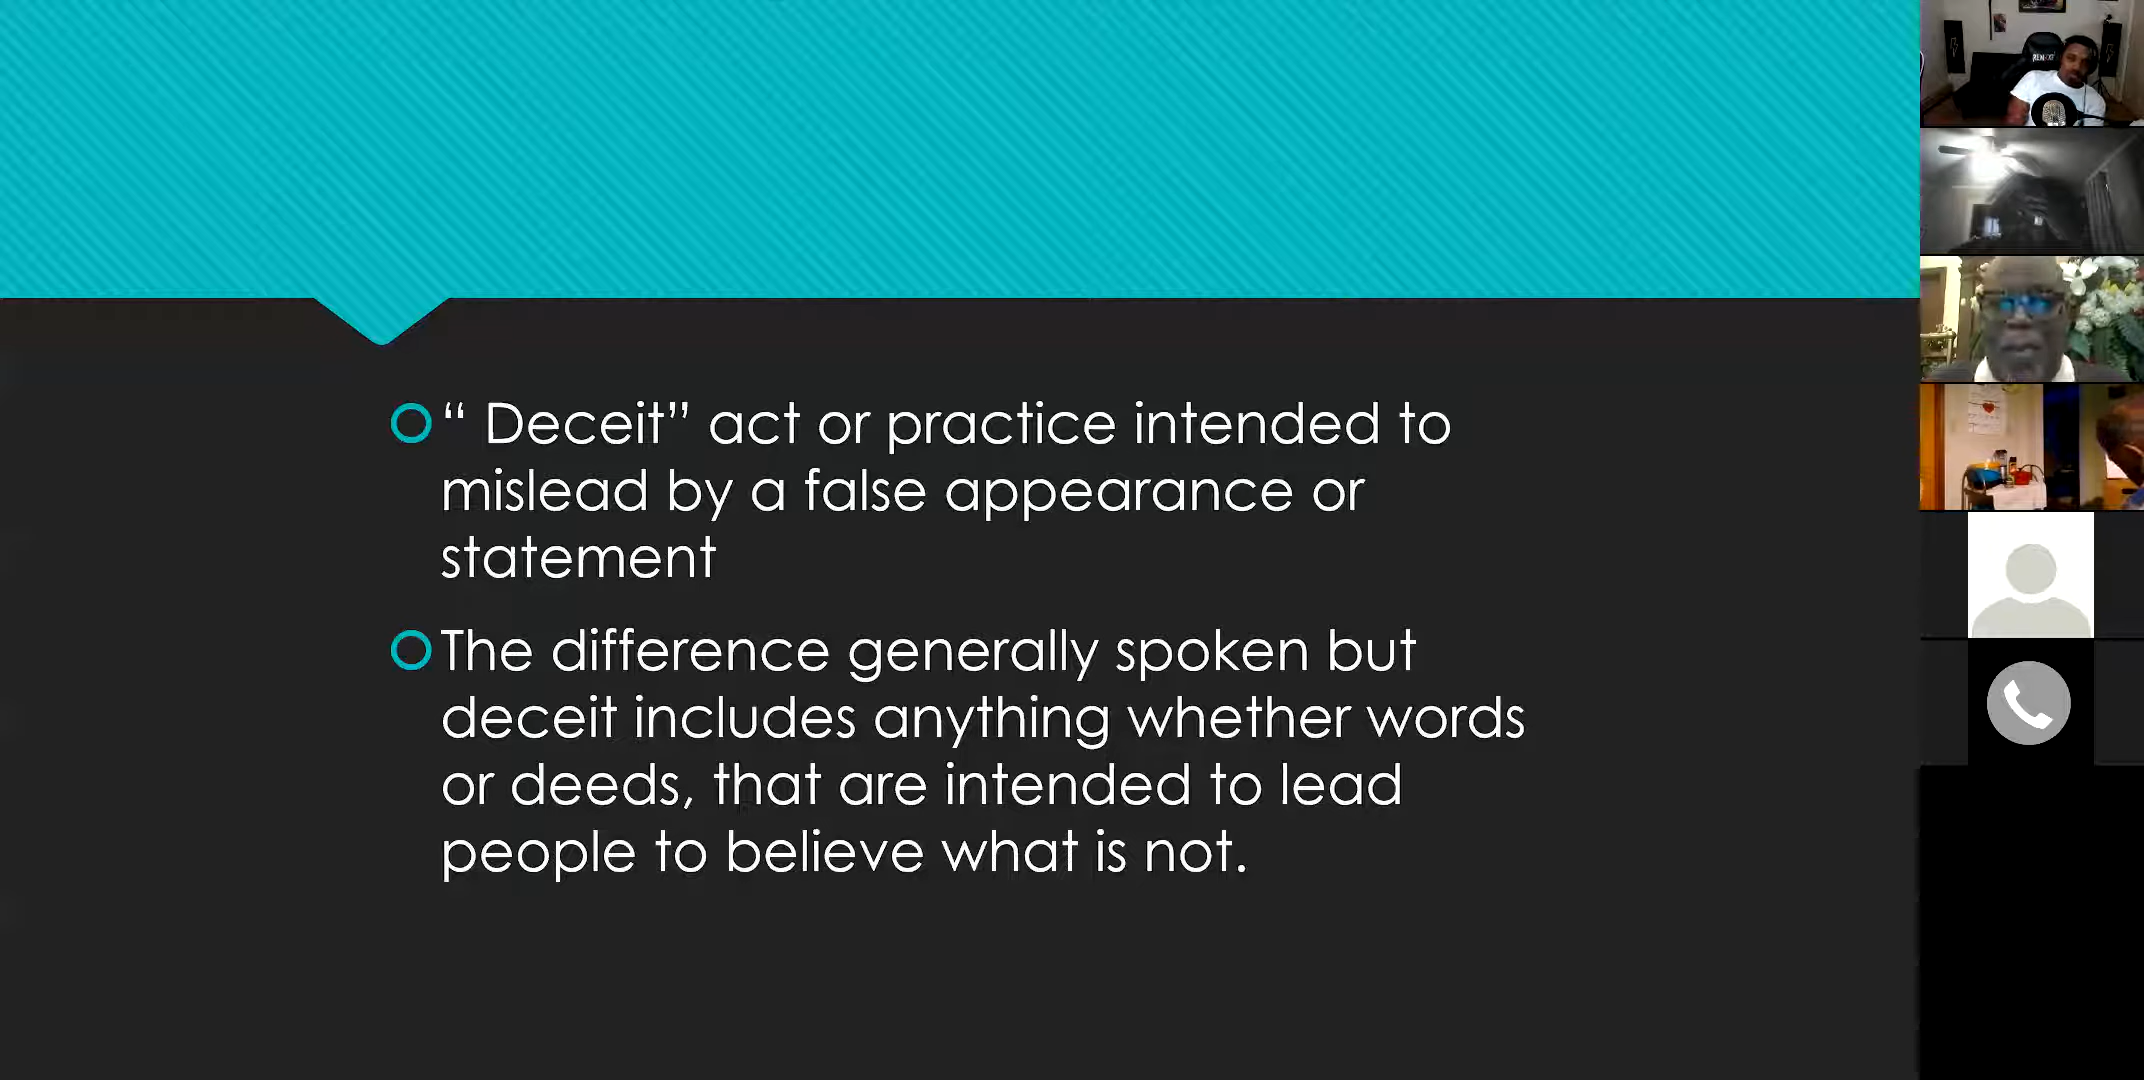 “ Deceit” act or practice intended to
mislead by a false appearance or
statement
The difference generally spoken but
deceit includes anything whether words
or deeds, that are intended to lead
people to believe what is not.